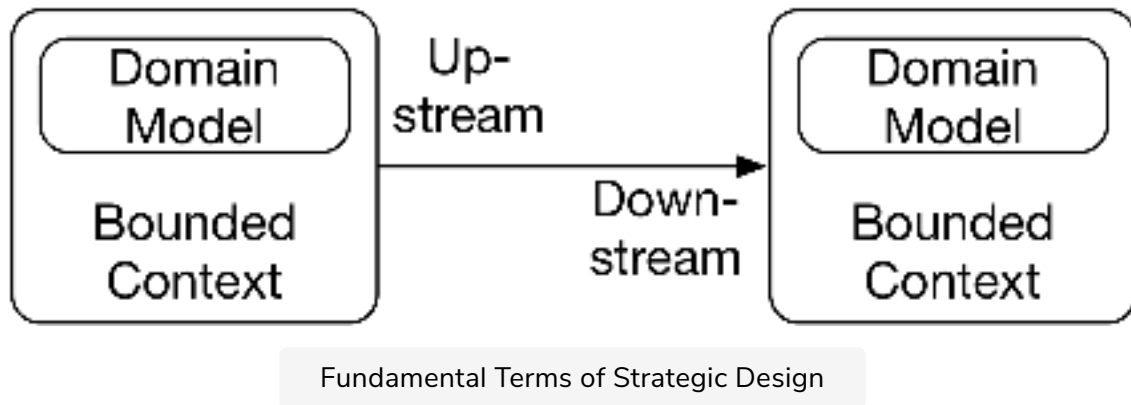 Domain
Model
Bounded
Context
Up-
stream
Down-
stream
Domain
Model
Bounded
Context
Fundamental Terms of Strategic Design